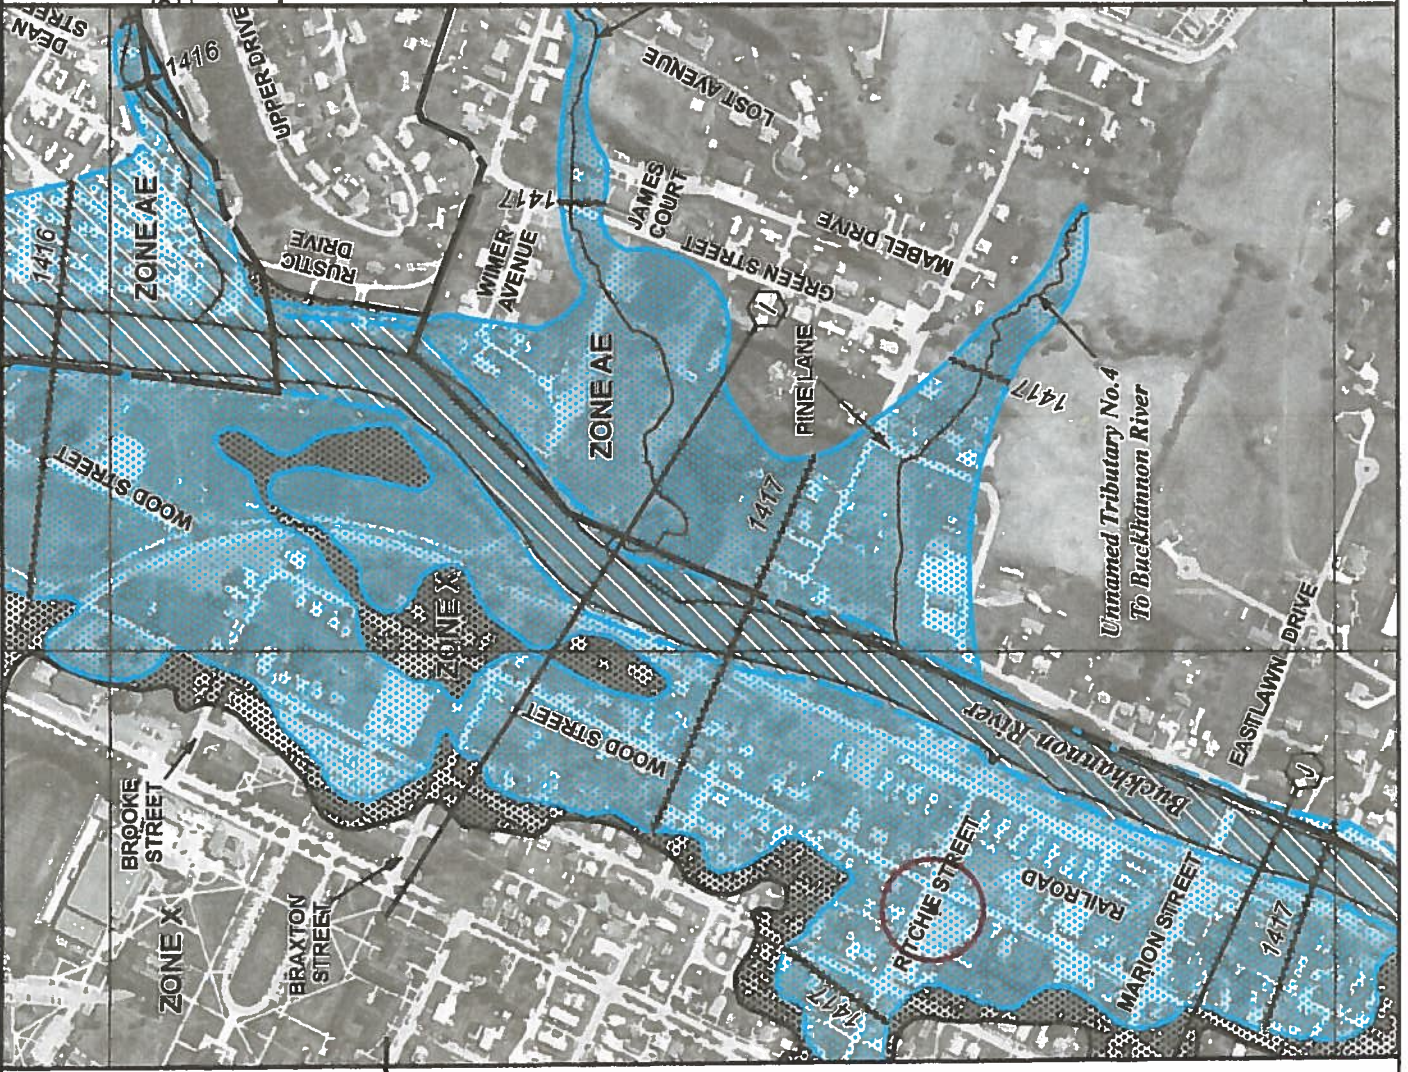 DEAN
STREET
1416
UPPER DRIVE
LOST AVENUE
ZONE AE
1416
RUSTIC
DRIVE
1417
WIMER
AVENUE
JAMES
COURT
GREEN STREET
MABEL DRIVE
I
ZONE AE
PINE LANE
1417
Unnamed Tributary No.4
To Buckhannon River
WOOD STREET
1417
ZONE X
WOOD STREET
Buckhannon River
EASTLAWN DRIVE
J
BROOKE
STREET
ZONE X
BRAXTON
STREET
RITCHIE STREET
RAILROAD
MARION STREET
1417
1417